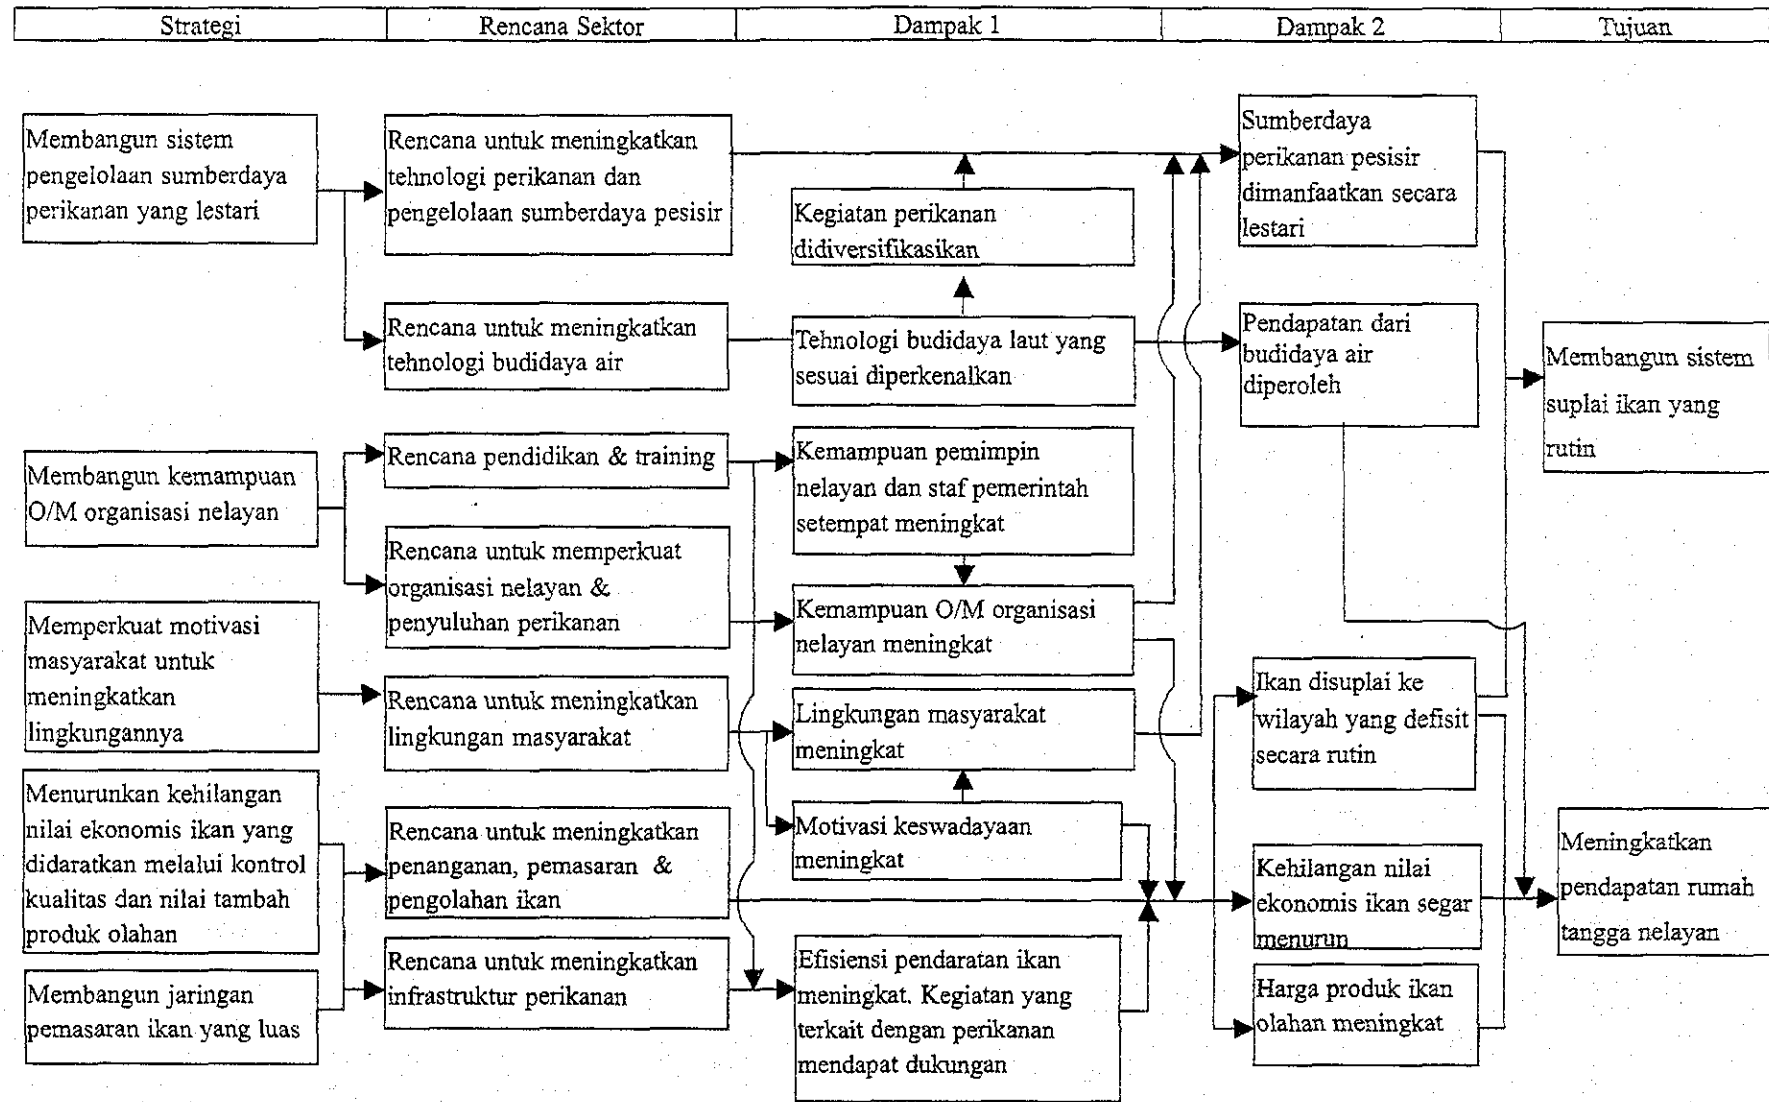 Strategi
Rencana Sektor
Dampak 1
Dampak 2
Tujuan
Membangun sistem
pengelolaan sumberdaya
perikanan yang lestari
Membangun kemampuan
O/M organisasi nelayan
Memperkuat motivasi
masyarakat untuk
meningkatkan
lingkungannya
Menurunkan kehilangan
nilai ekonomis ikan yang
didaratkan melalui kontrol
kualitas dan nilai tambah
produk olahan
Membangun jaringan
pemasaran ikan yang luas
Rencana untuk meningkatkan
tehnologi perikanan dan
pengelolaan sumberdaya pesisir
Rencana untuk meningkatkan
tehnologi budidaya air
Rencana pendidikan & training
Rencana untuk memperkuat
organisasi nelayan &
penyuluhan perikanan
Rencana untuk meningkatkan
lingkungan masyarakat
Rencana untuk meningkatkan
penanganan, pemasaran &
pengolahan ikan
Rencana untuk meningkatkan
infrastruktur perikanan
Kegiatan perikanan
didiversifikasikan
Tehnologi budidaya laut yang
sesuai diperkenalkan
Kemampuan pemimpin
nelayan dan staf pemerintah
setempat meningkat
Kemampuan O/M organisasi
nelayan meningkat
Lingkungan masyarakat
meningkat
Motivasi keswadayaan
meningkat
Efisiensi pendaratan ikan
meningkat. Kegiatan yang
terkait dengan perikanan
mendapat dukungan
Sumberdaya
perikanan pesisir
dimanfaatkan secara
lestari
Pendapatan dari
budidaya air
diperoleh
Ikan disuplai ke
wilayah yang defisit
secara rutin
Kehilangan nilai
ekonomis ikan segar
menurun
Harga produk ikan
olahan meningkat
Membangun sistem
suplai ikan yang
rutin
Meningkatkan
pendapatan rumah
tangga nelayan